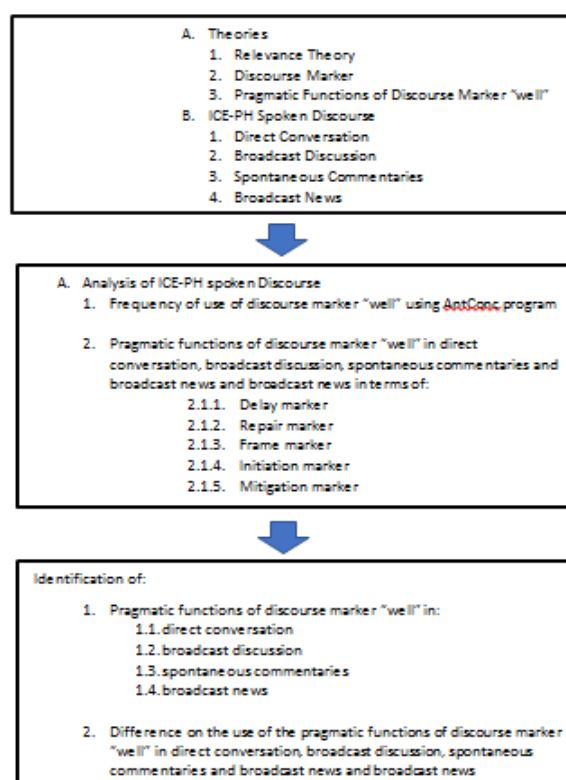 A. Theories
1. Relevance Theory
2. Discourse Marker
3. Pragmatic Functions of Discourse Marker "well"
B. ICE-PH Spoken Discourse
1. Direct Conversation
2. Broadcast Discussion
3. Spontaneous Commentaries
4. Broadcast News
A. Analysis of ICE-PH spoken Discourse
1. Frequency of use of discourse marker "well" using AntConc program
2. Pragmatic functions of discourse marker "well" in direct
conversation, broadcast discussion, spontaneous commentaries and
broadcast news and broadcast news in terms of:
2.1.1. Delay marker
2.1.2. Repair marker
2.1.3. Frame marker
2.1.4. Initiation marker
2.1.5. Mitigation marker
Identification of:
1. Pragmatic functions of discourse marker "well" in:
1.1. direct conversation
1.2. broadcast discussion
1.3. spontaneous commentaries
1.4. broadcast news
2. Difference on the use of the pragmatic functions of discourse marker
"well" in direct conversation, broadcast discussion, spontaneous
commentaries and broadcast news and broadcast news